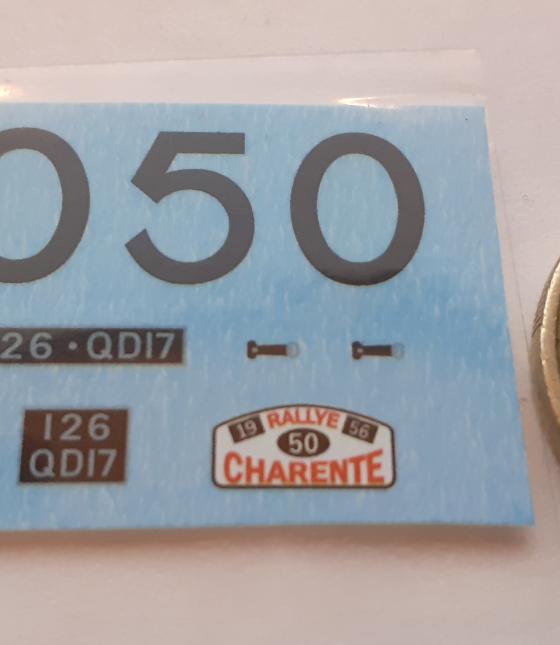 050
26 · QD17
126
QD17
19 RALLYE 56
50
CHARENTE